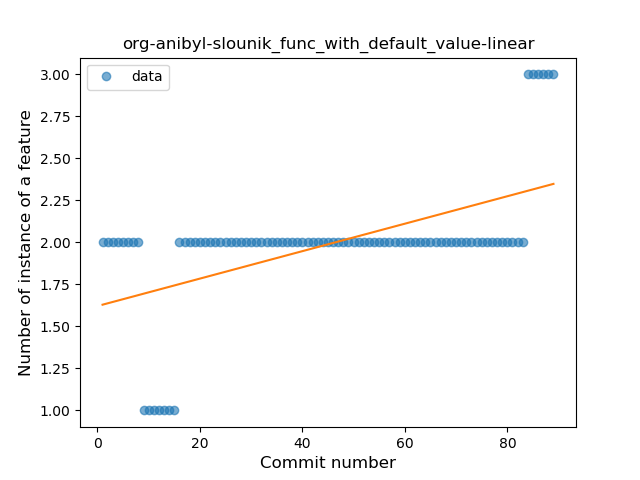 org-anibyl-slounik_func_with_default_value-linear
data
Number of instance of a feature
3.00
2.75
2.50
2.25
2.00
1.75
1.50
1.25
1.00
0 20 40 60 80
Commit number